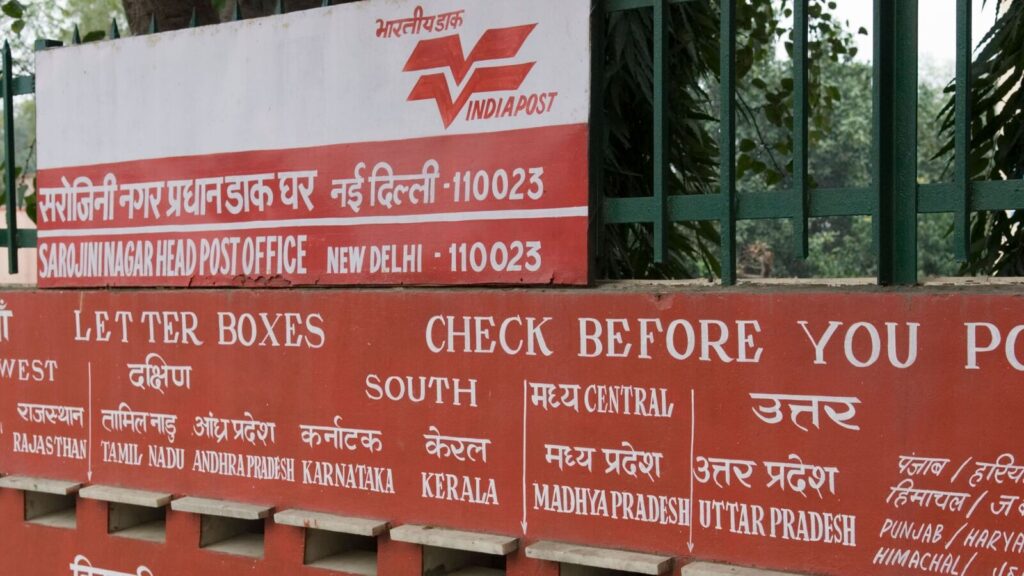 भारतीय डाक
INDIA POST
सरोजिनी नगर प्रधान डाक घर नई दिल्ली - 110023
SAROJINI NAGAR HEAD POST OFFICE NEW DELHI - 110023
LETTER BOXES CHECK BEFORE YOU
WEST दक्षिण SOUTH मध्य CENTRAL उत्तर
राजस्थान तामिल नाडु आंध्र प्रदेश कर्नाटक केरल मध्य प्रदेश उत्तर प्रदेश पंजाब /
RAJASTHAN TAMIL NADU ANDHRA PRADESH KARNATAKA KERALA MADHYA PRADESH UTTAR PRADESH
हिमाचल /
PUNJAB /
HIMACHAL /